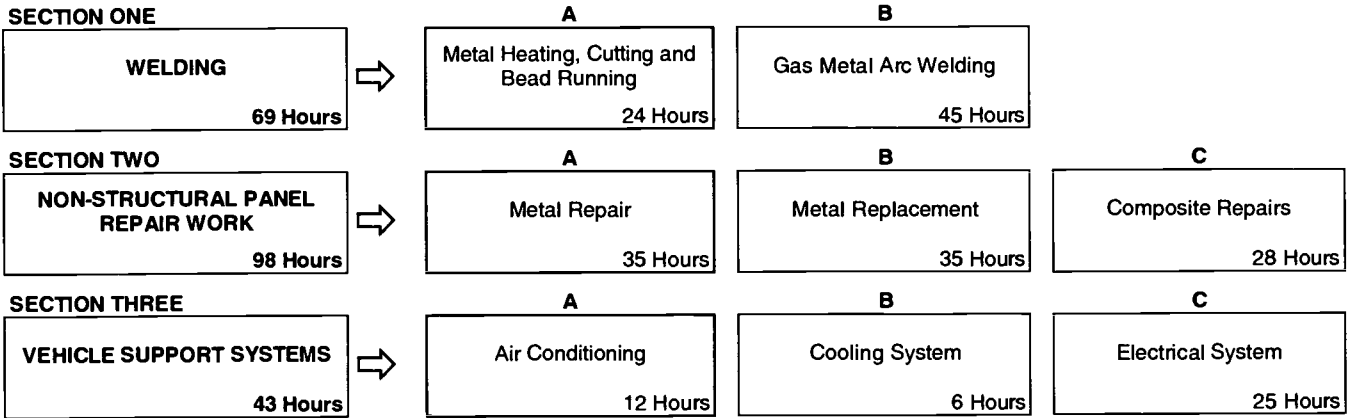 SECTION ONE
A
B
WELDING
69 Hours
Metal Heating, Cutting and
Bead Running
24 Hours
Gas Metal Arc Welding
45 Hours
SECTION TWO
A
B
C
NON-STRUCTURAL PANEL
REPAIR WORK
98 Hours
Metal Repair
35 Hours
Metal Replacement
35 Hours
Composite Repairs
28 Hours
SECTION THREE
A
B
C
VEHICLE SUPPORT SYSTEMS
43 Hours
Air Conditioning
12 Hours
Cooling System
6 Hours
Electrical System
25 Hours